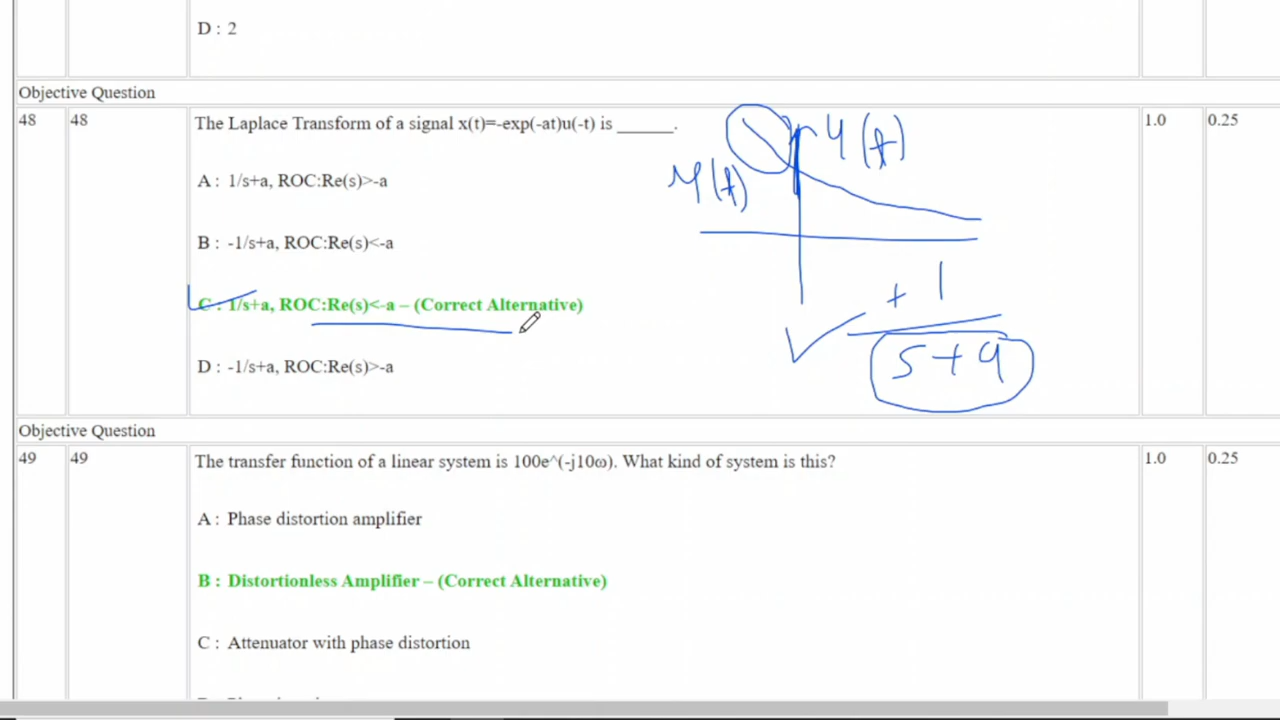 D : 2
Objective Question
48 48 The Laplace Transform of a signal x(t)=-exp(-at)u(-t) is ______. 1.0 0.25
A : 1/s+a, ROC:Re(s)>-a
B : -1/s+a, ROC:Re(s)<-a
C : 1/s+a, ROC:Re(s)<-a – (Correct Alternative)
D : -1/s+a, ROC:Re(s)>-a
+ 1
Objective Question
49 49 The transfer function of a linear system is 100e^(-j10ω). What kind of system is this? 1.0 0.25
A : Phase distortion amplifier
B : Distortionless Amplifier – (Correct Alternative)
C : Attenuator with phase distortion